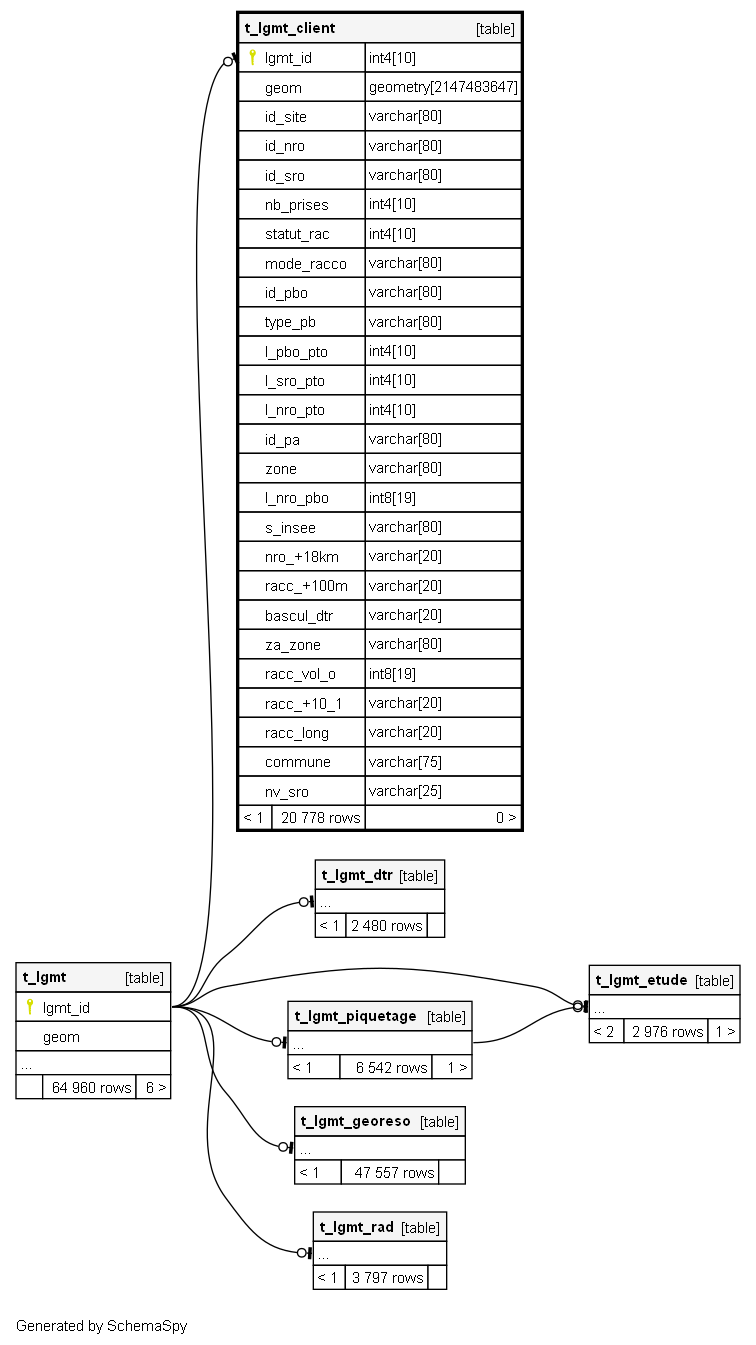 t_lgmt_client [table]
lgmt_id int4[10]
geom geometry[2147483647]
id_site varchar[80]
id_nro varchar[80]
id_sro varchar[80]
nb_prises int4[10]
statut_rac int4[10]
mode_racco varchar[80]
id_pbo varchar[80]
type_pb varchar[80]
l_pbo_pto int4[10]
l_sro_pto int4[10]
l_nro_pto int4[10]
id_pa varchar[80]
zone varchar[80]
l_nro_pbo int8[19]
s_insee varchar[80]
nro_+18km varchar[20]
racc_+100m varchar[20]
bascul_dtr varchar[20]
za_zone varchar[80]
racc_vol_o int8[19]
racc_+10_1 varchar[20]
racc_long varchar[20]
commune varchar[75]
nv_sro varchar[25]
< 1 20 778 rows 0 >
t_lgmt_dtr [table]
...
< 1 2 480 rows
t_lgmt [table]
lgmt_id
geom
...
64 960 rows 6 >
t_lgmt_etude [table]
...
< 2 2 976 rows 1 >
t_lgmt_piquetage [table]
...
< 1 6 542 rows 1 >
t_lgmt_georeso [table]
...
< 1 47 557 rows
t_lgmt_rad [table]
...
< 1 3 797 rows
Generated by SchemaSpy